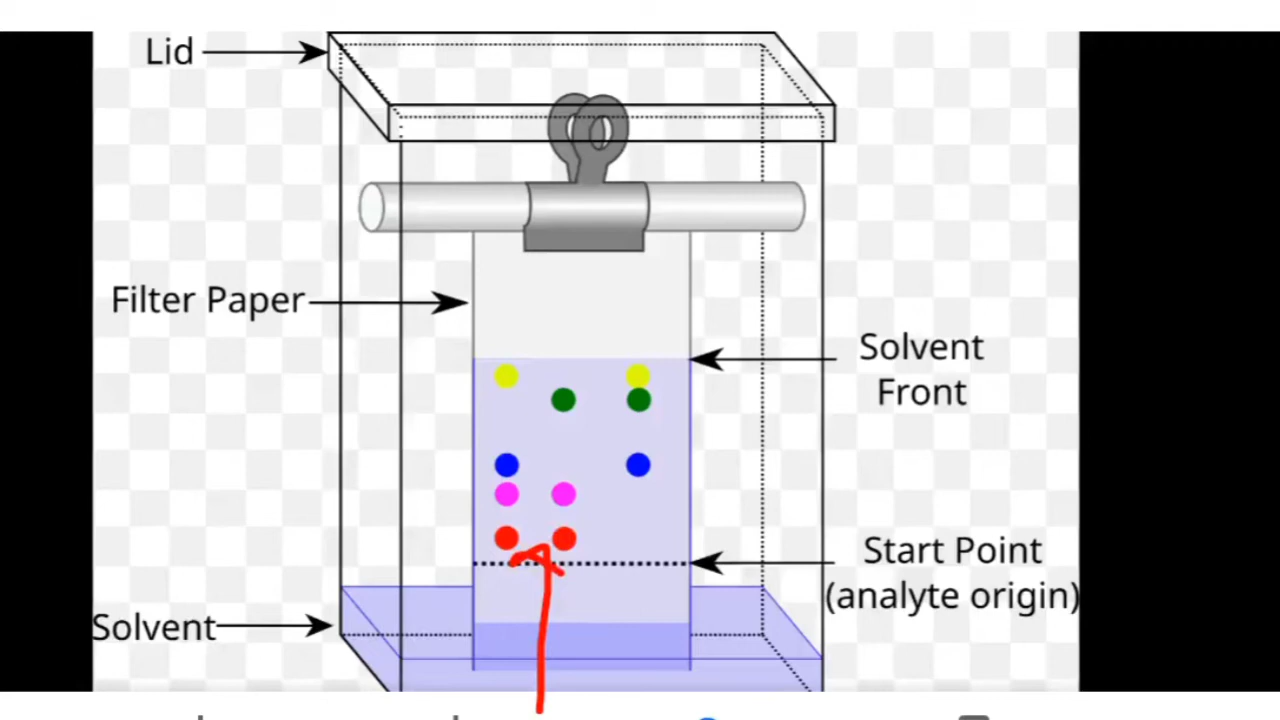 Lid
Filter Paper
Solvent
Front
Start Point
(analyte origin)
Solvent